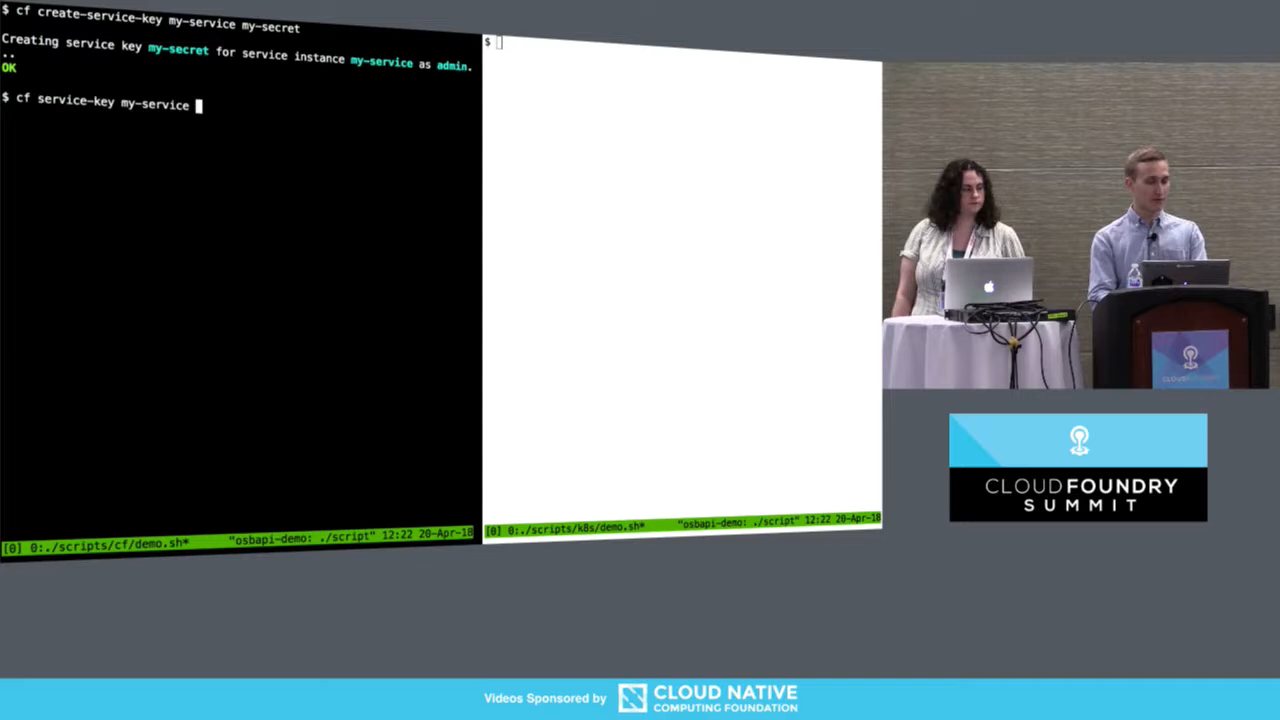 $ cf create-service-key my-service my-secret
Creating service key my-secret for service instance my-service as admin.
..
OK
$ cf service-key my-service
[0] 0:./scripts/cf/demo.sh* "osbapi-demo: ./script" 12:22 20-Apr-18
$
[0] 0:./scripts/k8s/demo.sh* "osbapi-demo: ./script" 12:22 20-Apr-18
CLOUD FOUNDRY
SUMMIT
Videos Sponsored by
CLOUD NATIVE
COMPUTING FOUNDATION